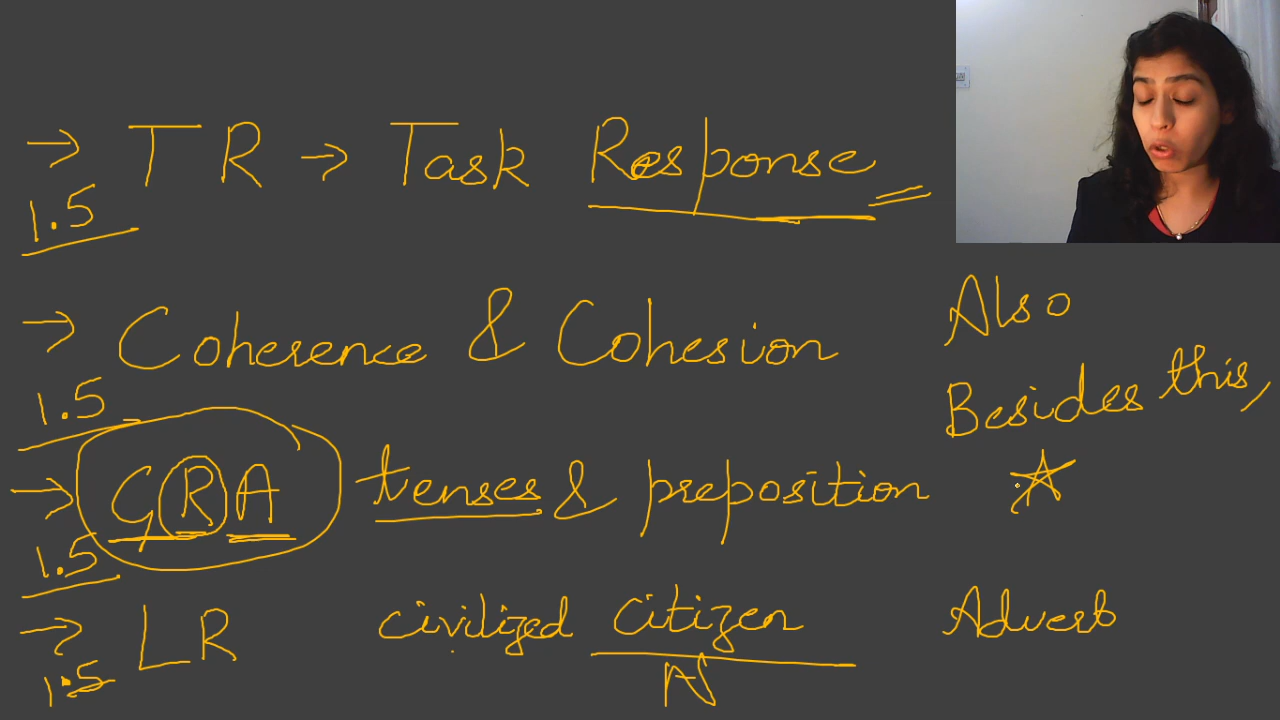 → TR → Task Response
1.5
→ Coherence & Cohesion
1.5
→ GRA tenses & preposition
1.5
→ LR civilized citizen
1.5
N
Also
Besides this,
Adverb